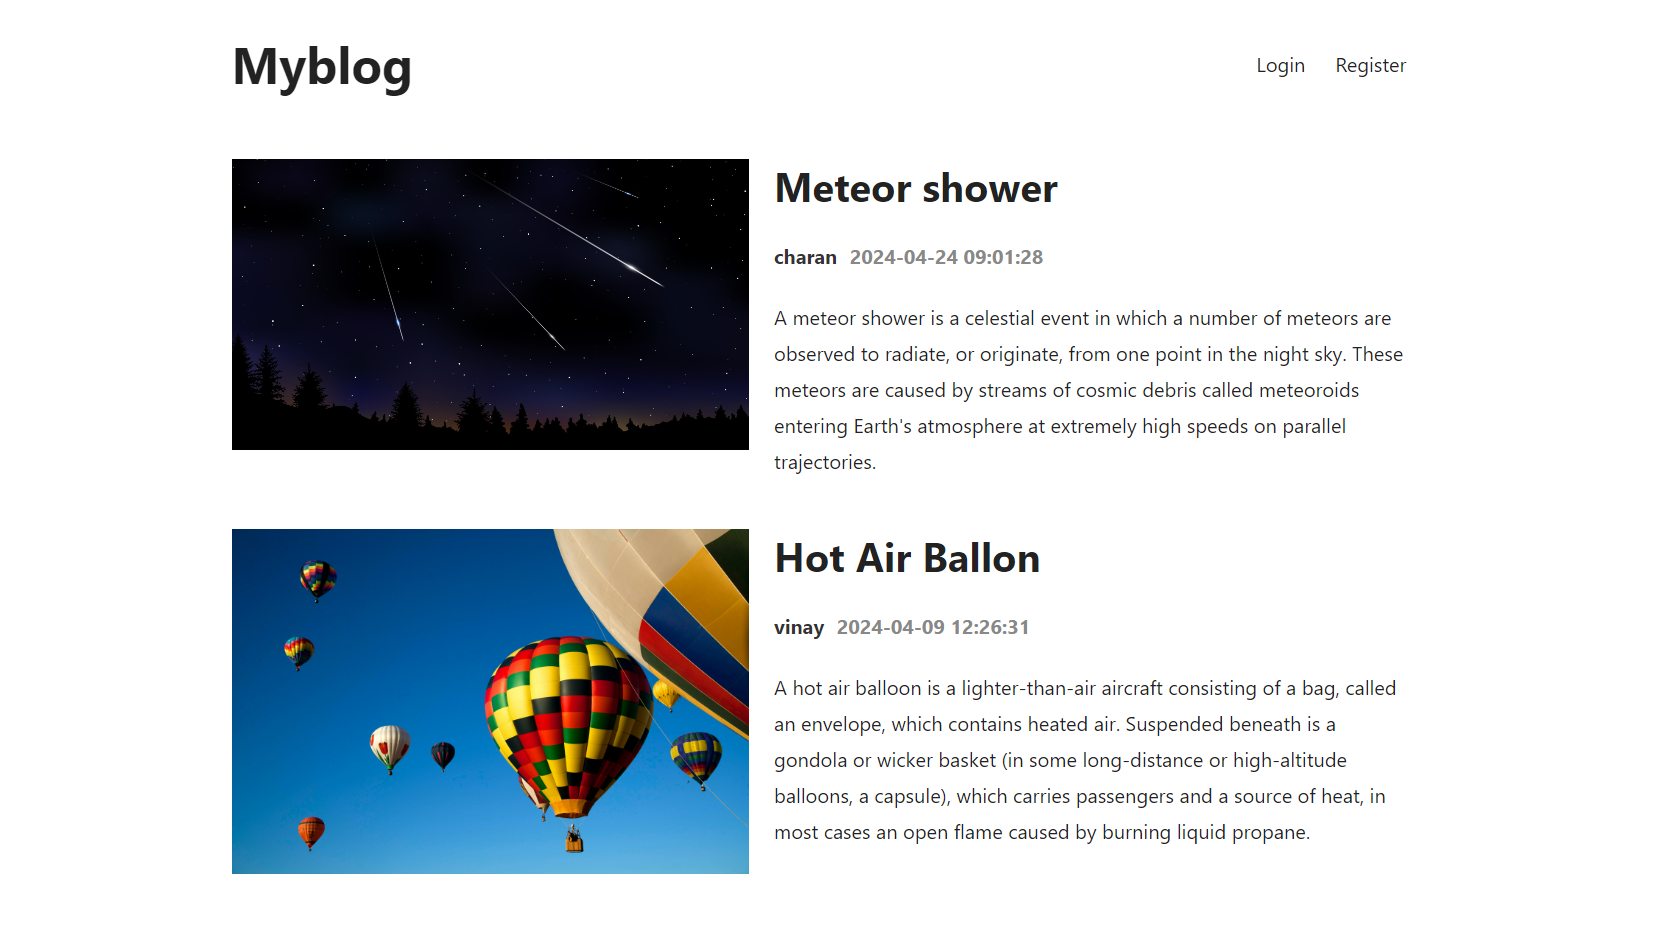 Myblog
Login Register
Meteor shower
charan 2024-04-24 09:01:28
A meteor shower is a celestial event in which a number of meteors are
observed to radiate, or originate, from one point in the night sky. These
meteors are caused by streams of cosmic debris called meteoroids
entering Earth's atmosphere at extremely high speeds on parallel
trajectories.
Hot Air Ballon
vinay 2024-04-09 12:26:31
A hot air balloon is a lighter-than-air aircraft consisting of a bag, called
an envelope, which contains heated air. Suspended beneath is a
gondola or wicker basket (in some long-distance or high-altitude
balloons, a capsule), which carries passengers and a source of heat, in
most cases an open flame caused by burning liquid propane.